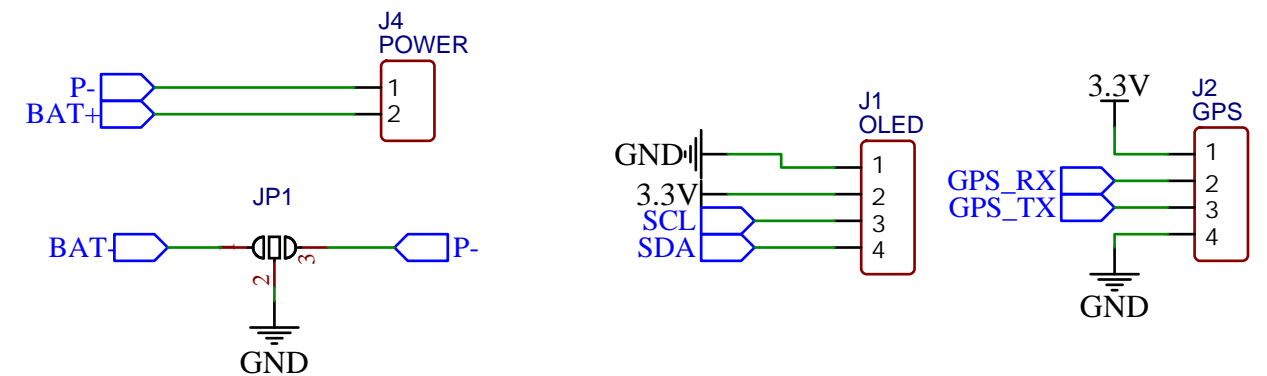 J4
POWER
P-
1
BAT+
2
JP1
BAT-
1
3
P-
2
GND
J1
OLED
GND
1
3.3V
2
SCL
3
SDA
4
3.3V
J2
GPS
1
GPS_RX
2
GPS_TX
3
4
GND